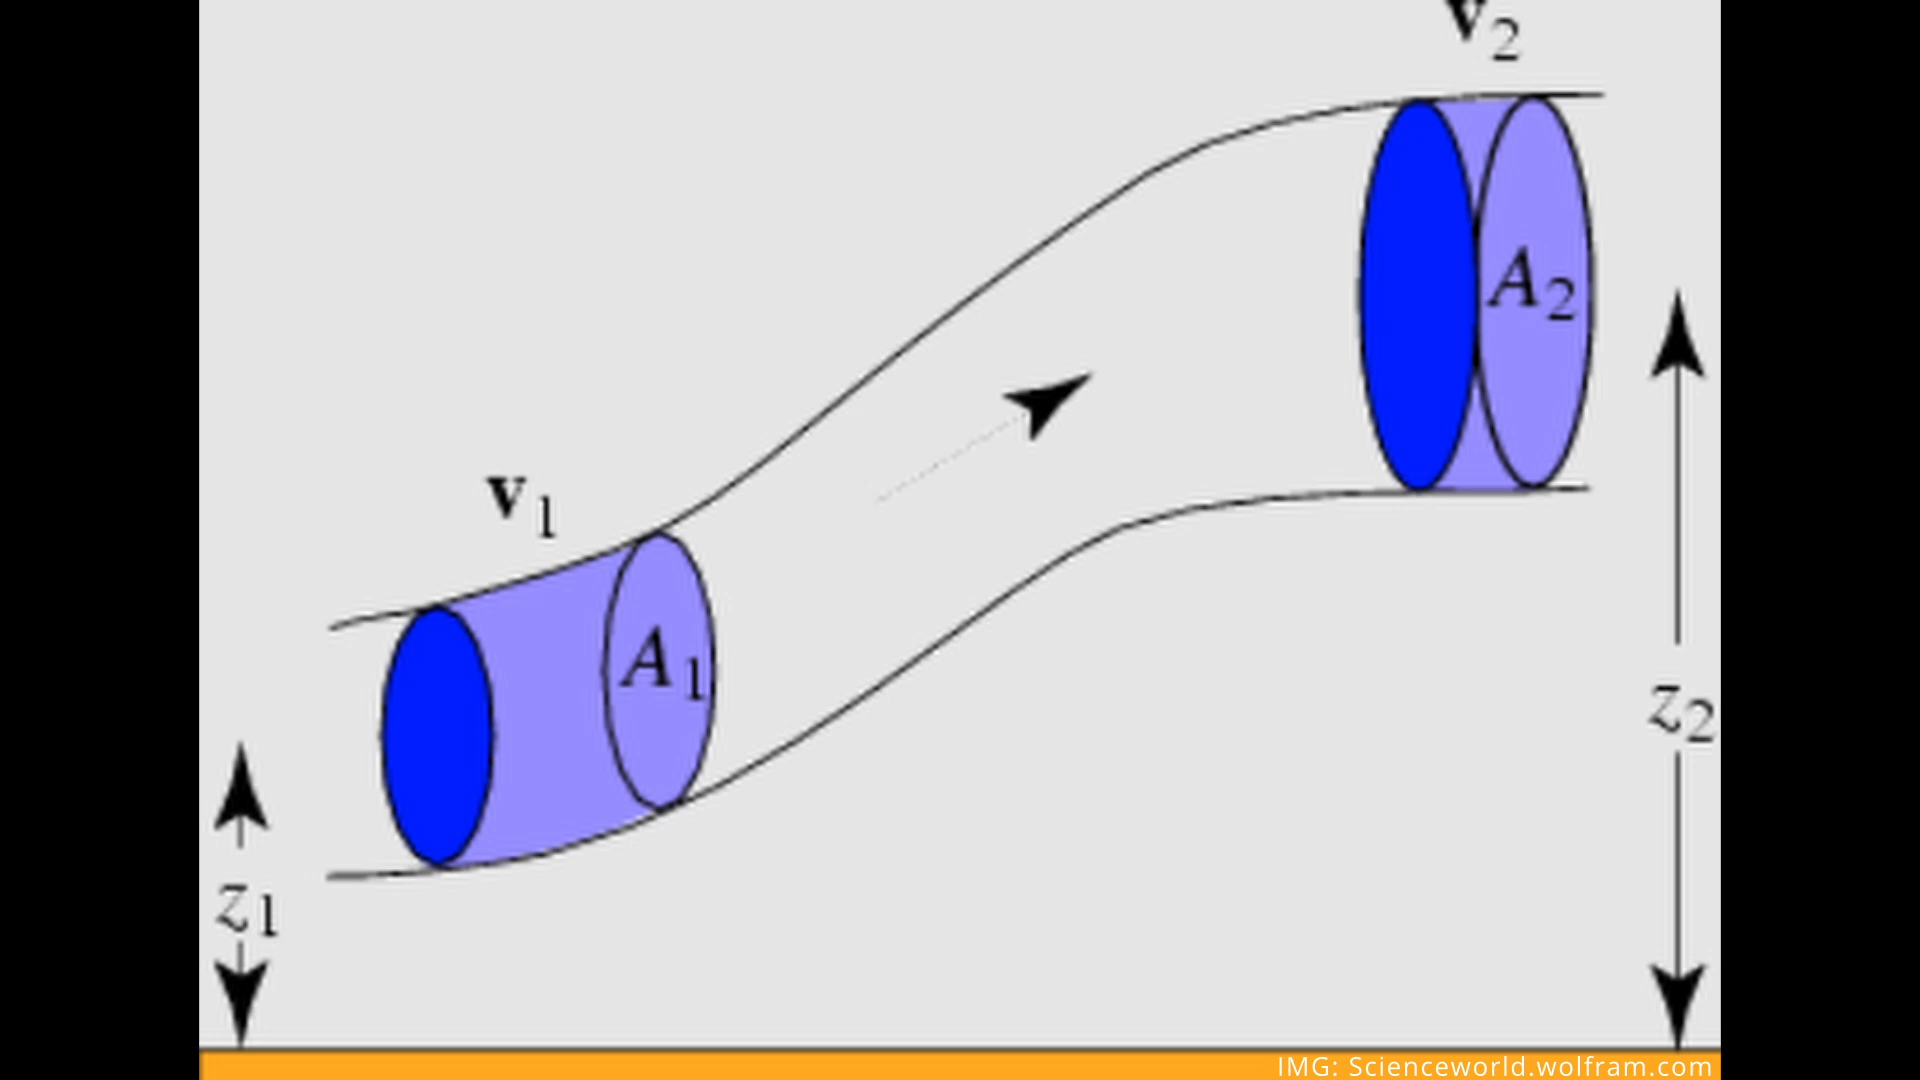 v₂
A₂
v₁
A₁
z₂
z₁
IMG: Scienceworld.wolfram.com